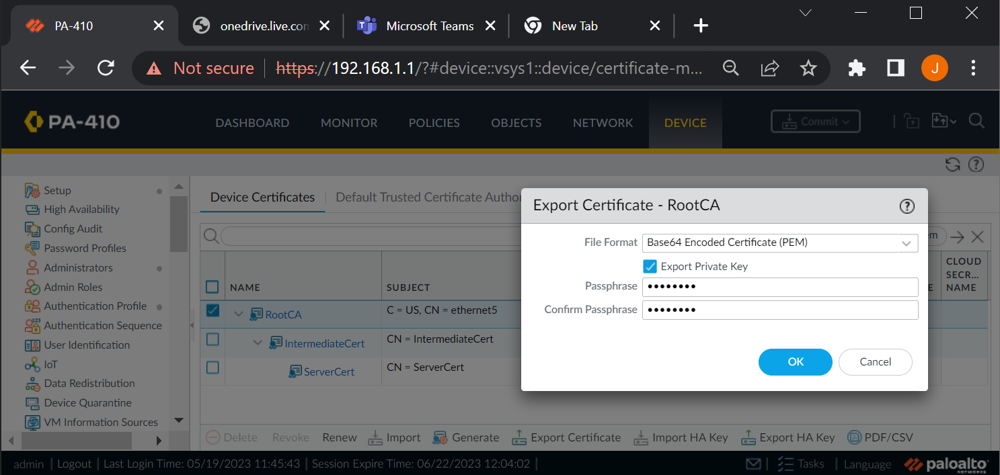 PA-410
onedrive.live.con
Microsoft Teams
New Tab
Not secure
https://192.168.1.1/?#device::vsys1::device/certificate-m...
J
PA-410
DASHBOARD
MONITOR
POLICIES
OBJECTS
NETWORK
DEVICE
Commit
Setup
High Availability
Config Audit
Password Profiles
Administrators
Admin Roles
Authentication Profile
Authentication Sequence
User Identification
IoT
Data Redistribution
Device Quarantine
VM Information Sources
Device Certificates
Default Trusted Certificate Author
NAME
SUBJECT
CLOUD
SECR...
NAME
RootCA
C = US, CN = ethernet5
IntermediateCert
CN = IntermediateCert
ServerCert
CN = ServerCert
Export Certificate - RootCA
File Format
Base64 Encoded Certificate (PEM)
Export Private Key
Passphrase
••••••••
Confirm Passphrase
••••••••
OK
Cancel
Delete
Revoke
Renew
Import
Generate
Export Certificate
Import HA Key
Export HA Key
PDF/CSV
admin | Logout | Last Login Time: 05/19/2023 11:45:43 | Session Expire Time: 06/22/2023 12:04:02 |
Tasks | Language
paloalto
NETWORKS